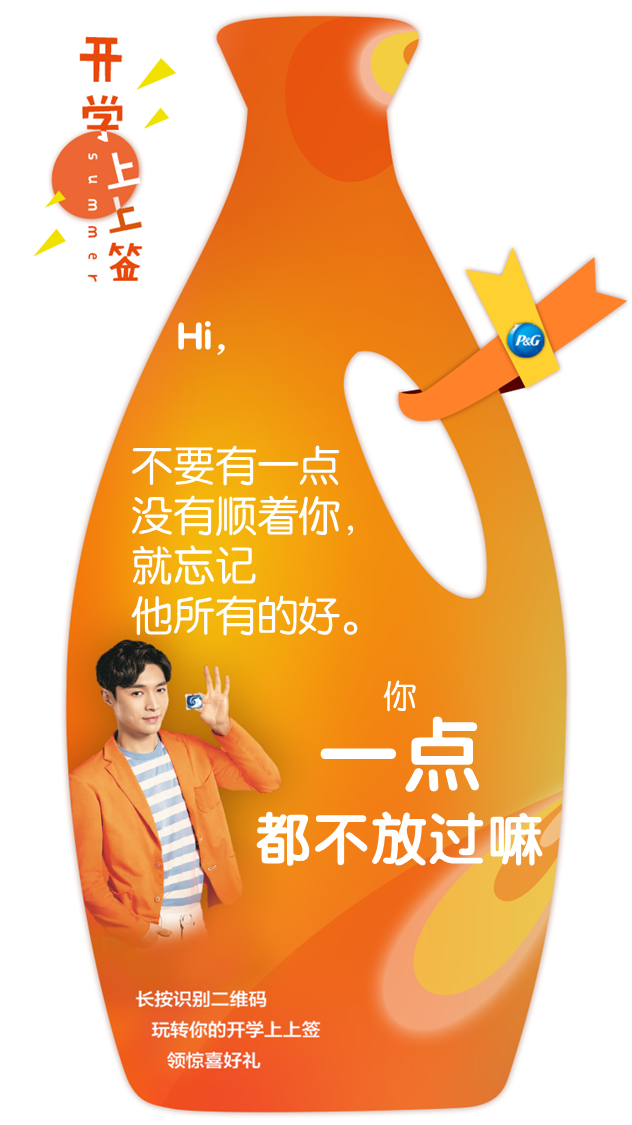 开学上上签
summer
P&G
Hi,
不要有一点
没有顺着你，
就忘记
他所有的好。
你
一点
都不放过嘛
长按识别二维码
玩转你的开学上上签
领惊喜好礼